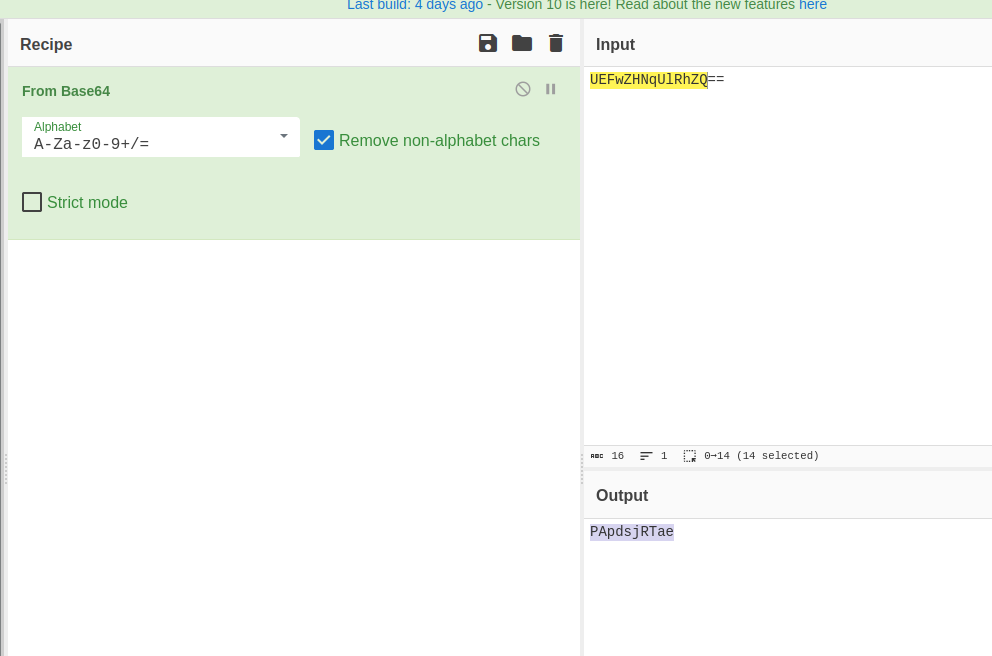 Last build: 4 days ago - Version 10 is here! Read about the new features here
Recipe
From Base64
Alphabet
A-Za-z0-9+/=
Remove non-alphabet chars
Strict mode
Input
UEFwZHNqUlRhZQ==
ABC 16 1 0→14 (14 selected)
Output
PApdsjRTae